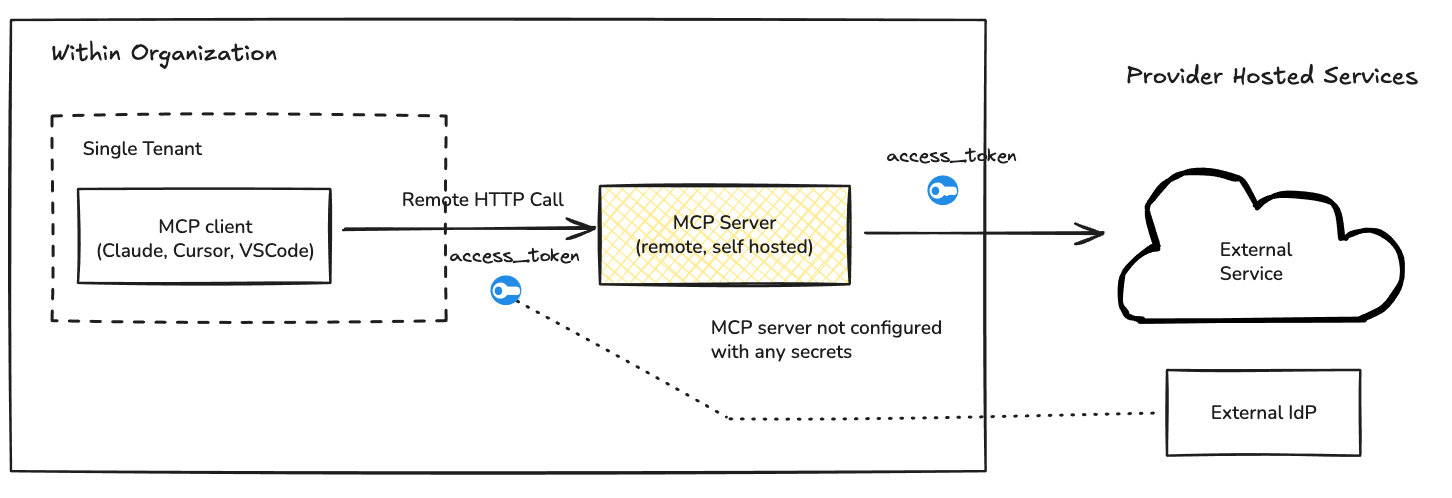 Within Organization
Provider Hosted Services
Single Tenant
access_token
Remote HTTP Call
MCP client
(Claude, Cursor, VSCode)
MCP Server
(remote, self hosted)
access_token
External
Service
MCP server not configured
with any secrets
External IdP